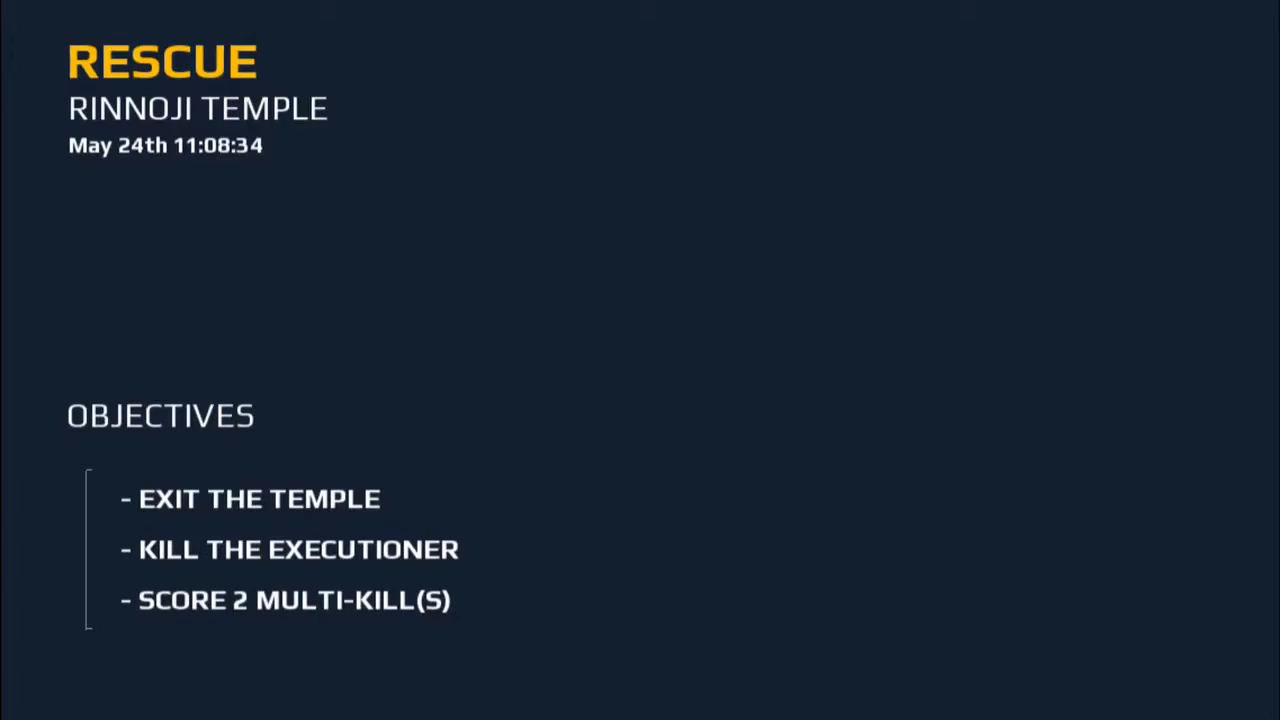 RESCUE
RINNOJI TEMPLE
May 24th 11:08:34
OBJECTIVES
- EXIT THE TEMPLE
- KILL THE EXECUTIONER
- SCORE 2 MULTI-KILL(S)